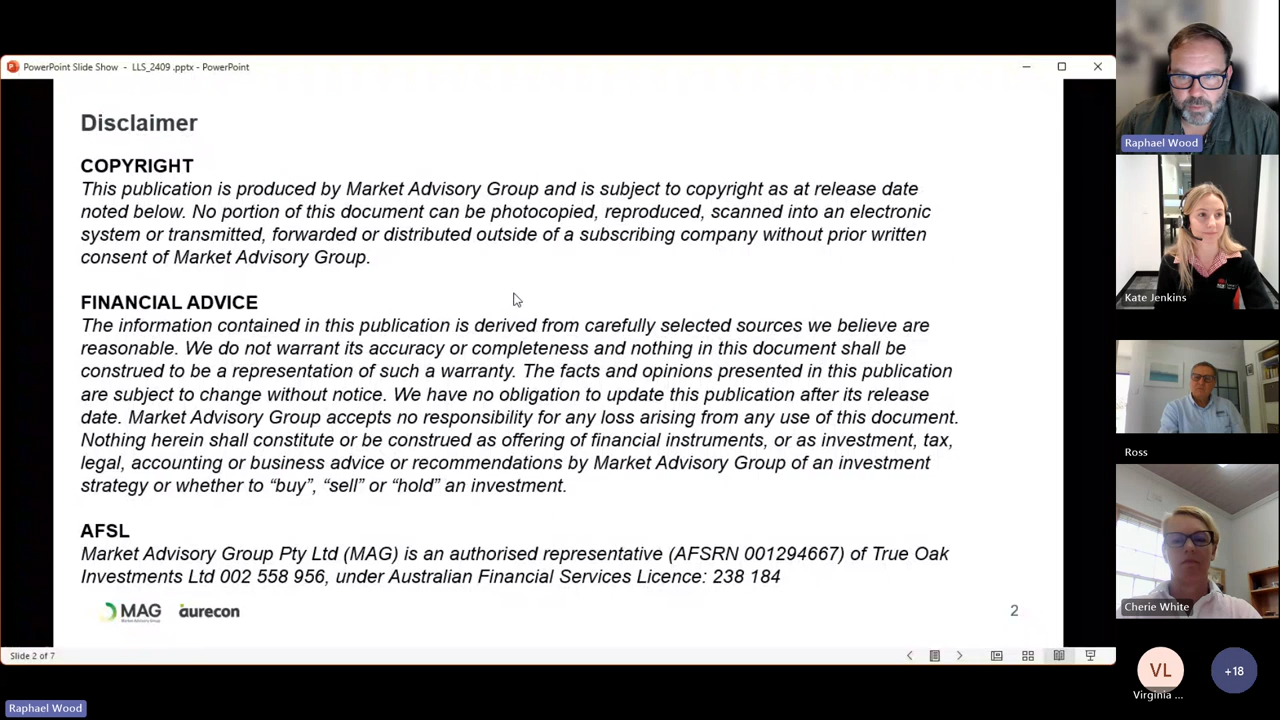 PowerPoint Slide Show - LLS_2409 .pptx - PowerPoint
Disclaimer
COPYRIGHT
This publication is produced by Market Advisory Group and is subject to copyright as at release date
noted below. No portion of this document can be photocopied, reproduced, scanned into an electronic
system or transmitted, forwarded or distributed outside of a subscribing company without prior written
consent of Market Advisory Group.
FINANCIAL ADVICE
The information contained in this publication is derived from carefully selected sources we believe are
reasonable. We do not warrant its accuracy or completeness and nothing in this document shall be
construed to be a representation of such a warranty. The facts and opinions presented in this publication
are subject to change without notice. We have no obligation to update this publication after its release
date. Market Advisory Group accepts no responsibility for any loss arising from any use of this document.
Nothing herein shall constitute or be construed as offering of financial instruments, or as investment, tax,
legal, accounting or business advice or recommendations by Market Advisory Group of an investment
strategy or whether to “buy”, “sell” or “hold” an investment.
AFSL
Market Advisory Group Pty Ltd (MAG) is an authorised representative (AFSRN 001294667) of True Oak
Investments Ltd 002 558 956, under Australian Financial Services Licence: 238 184
MAG
Market Advisory Group
aurecon
2
Slide 2 of 7
Raphael Wood
Raphael Wood
Kate Jenkins
Ross
Cherie White
VL
Virginia ...
+18